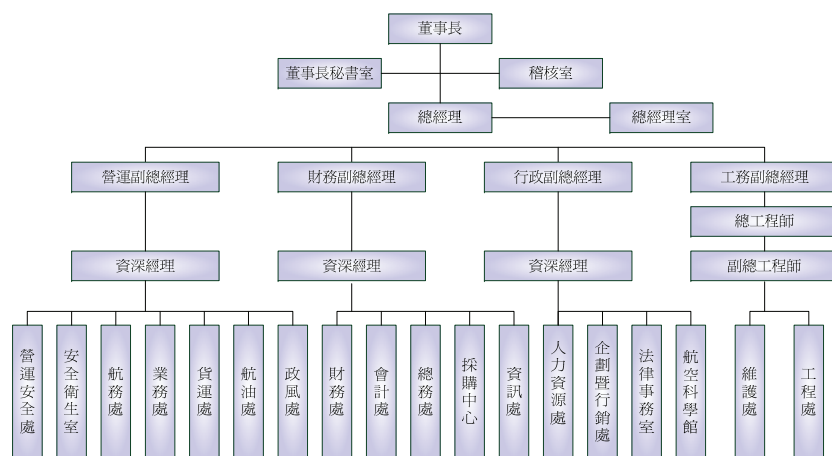 董事長
董事長秘書室
稽核室
總經理
總經理室
營運副總經理
財務副總經理
行政副總經理
工務副總經理
總工程師
資深經理
資深經理
資深經理
副總工程師
營運安全處
安全衛生室
航務處
業務處
貨運處
航油處
政風處
財務處
會計處
總務處
採購中心
資訊處
人力資源處
企劃暨行銷處
法律事務室
航空科學館
維護處
工程處